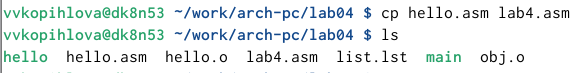 vvkopihlova@dk8n53 ~/work/arch-pc/lab04 $ cp hello.asm lab4.asm
vvkopihlova@dk8n53 ~/work/arch-pc/lab04 $ ls
hello  hello.asm  hello.o  lab4.asm  list.lst  main  obj.o